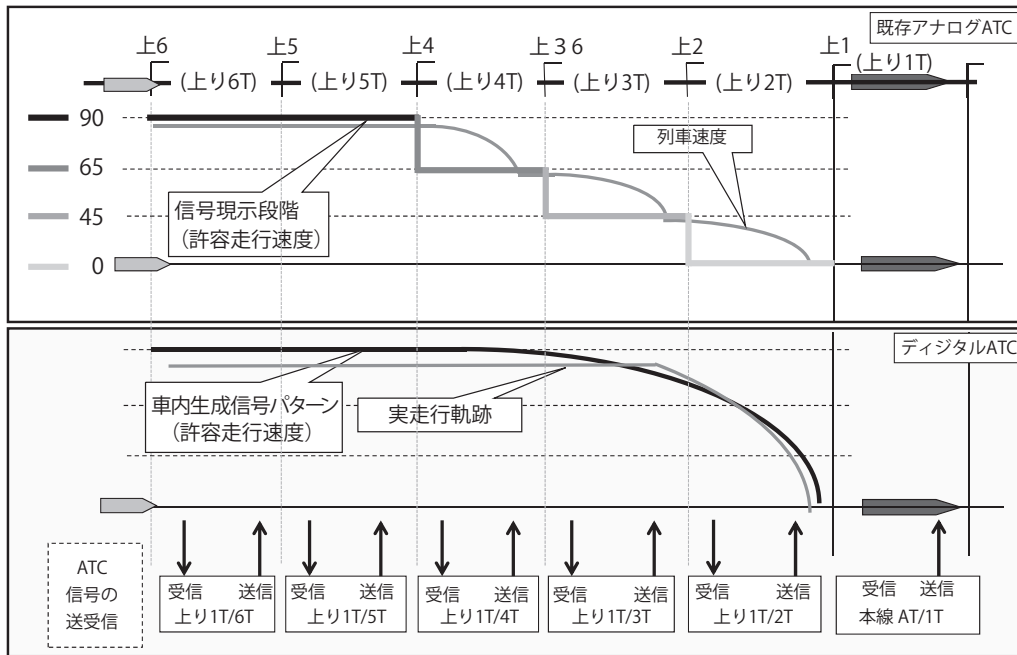 既存アナログATC
上6 上5 上4 上３６ 上2 上1
(上り6T) (上り5T) (上り4T) (上り3T) (上り2T) (上り1T)
90
列車速度
65
信号現示段階
（許容走行速度）
45
0
ディジタルATC
車内生成信号パターン
（許容走行速度）
実走行軌跡
ATC
信号の
送受信
受信 送信
上り1T/6T
受信 送信
上り1T/5T
受信 送信
上り1T/4T
受信 送信
上り1T/3T
受信 送信
上り1T/2T
受信 送信
本線 AT/1T